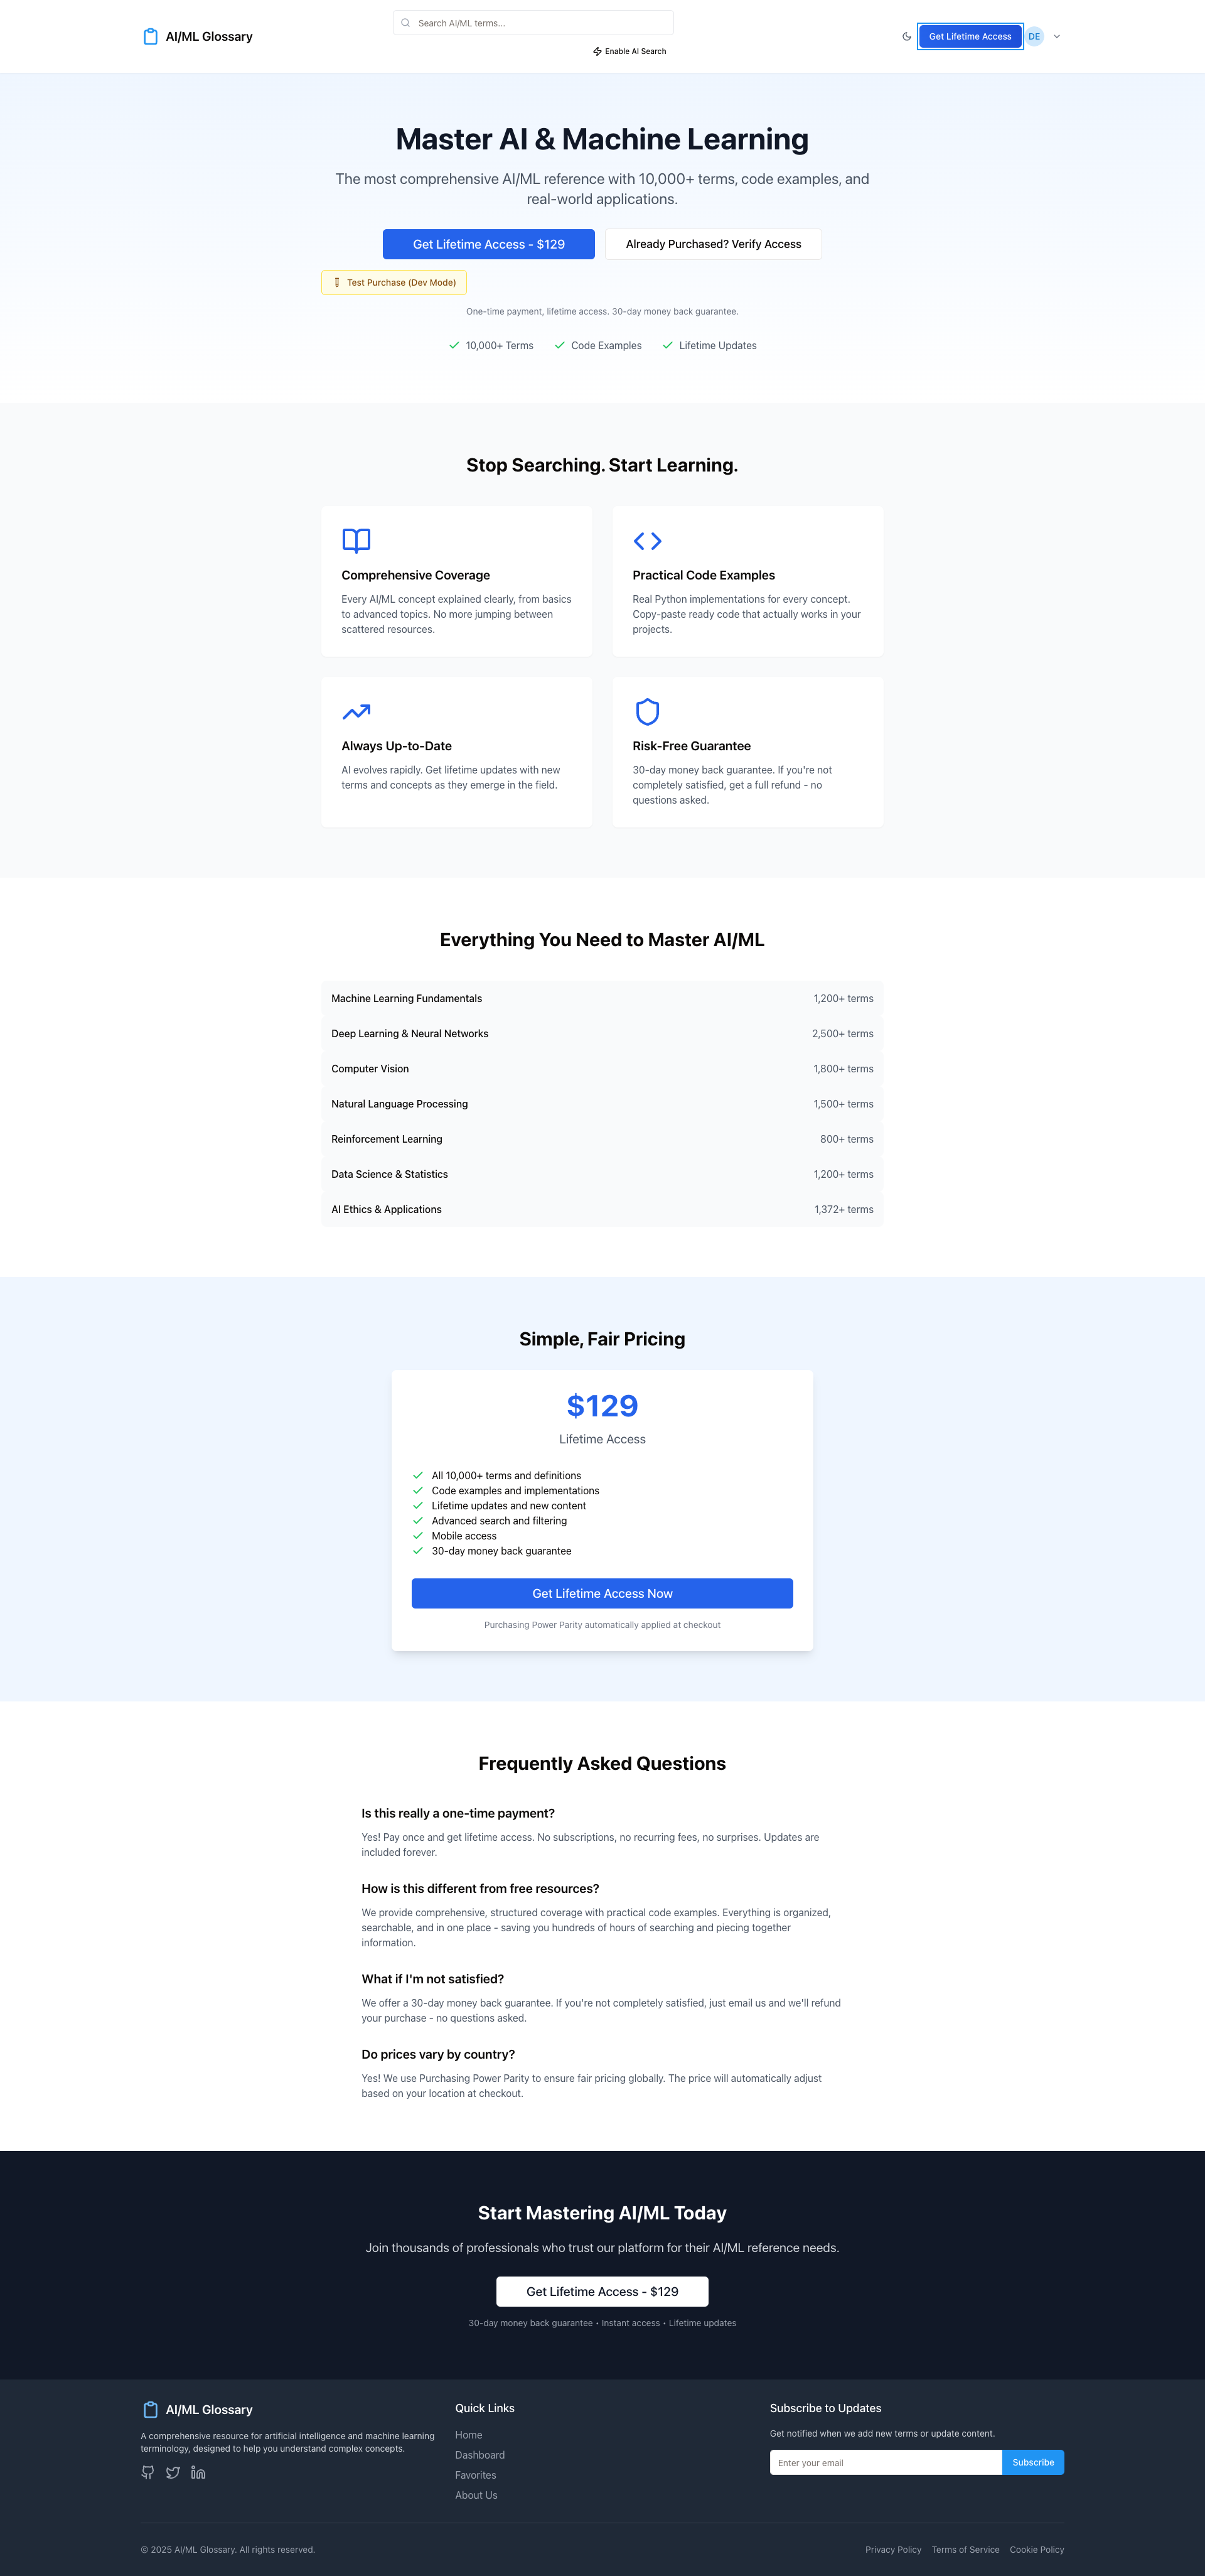 AI/ML Glossary
Search AI/ML terms...
Enable AI Search
Get Lifetime Access
DE
Master AI & Machine Learning
The most comprehensive AI/ML reference with 10,000+ terms, code examples, and
real-world applications.
Get Lifetime Access - $129
Already Purchased? Verify Access
Test Purchase (Dev Mode)
One-time payment, lifetime access. 30-day money back guarantee.
10,000+ Terms
Code Examples
Lifetime Updates
Stop Searching. Start Learning.
Comprehensive Coverage
Every AI/ML concept explained clearly, from basics
to advanced topics. No more jumping between
scattered resources.
Practical Code Examples
Real Python implementations for every concept.
Copy-paste ready code that actually works in your
projects.
Always Up-to-Date
AI evolves rapidly. Get lifetime updates with new
terms and concepts as they emerge in the field.
Risk-Free Guarantee
30-day money back guarantee. If you're not
completely satisfied, get a full refund - no
questions asked.
Everything You Need to Master AI/ML
Machine Learning Fundamentals 1,200+ terms
Deep Learning & Neural Networks 2,500+ terms
Computer Vision 1,800+ terms
Natural Language Processing 1,500+ terms
Reinforcement Learning 800+ terms
Data Science & Statistics 1,200+ terms
AI Ethics & Applications 1,372+ terms
Simple, Fair Pricing
$129
Lifetime Access
All 10,000+ terms and definitions
Code examples and implementations
Lifetime updates and new content
Advanced search and filtering
Mobile access
30-day money back guarantee
Get Lifetime Access Now
Purchasing Power Parity automatically applied at checkout
Frequently Asked Questions
Is this really a one-time payment?
Yes! Pay once and get lifetime access. No subscriptions, no recurring fees, no surprises. Updates are
included forever.
How is this different from free resources?
We provide comprehensive, structured coverage with practical code examples. Everything is organized,
searchable, and in one place - saving you hundreds of hours of searching and piecing together
information.
What if I'm not satisfied?
We offer a 30-day money back guarantee. If you're not completely satisfied, just email us and we'll refund
your purchase - no questions asked.
Do prices vary by country?
Yes! We use Purchasing Power Parity to ensure fair pricing globally. The price will automatically adjust
based on your location at checkout.
Start Mastering AI/ML Today
Join thousands of professionals who trust our platform for their AI/ML reference needs.
Get Lifetime Access - $129
30-day money back guarantee • Instant access • Lifetime updates
AI/ML Glossary
A comprehensive resource for artificial intelligence and machine learning
terminology, designed to help you understand complex concepts.
Quick Links
Home
Dashboard
Favorites
About Us
Subscribe to Updates
Get notified when we add new terms or update content.
Enter your email
Subscribe
© 2025 AI/ML Glossary. All rights reserved.
Privacy Policy
Terms of Service
Cookie Policy